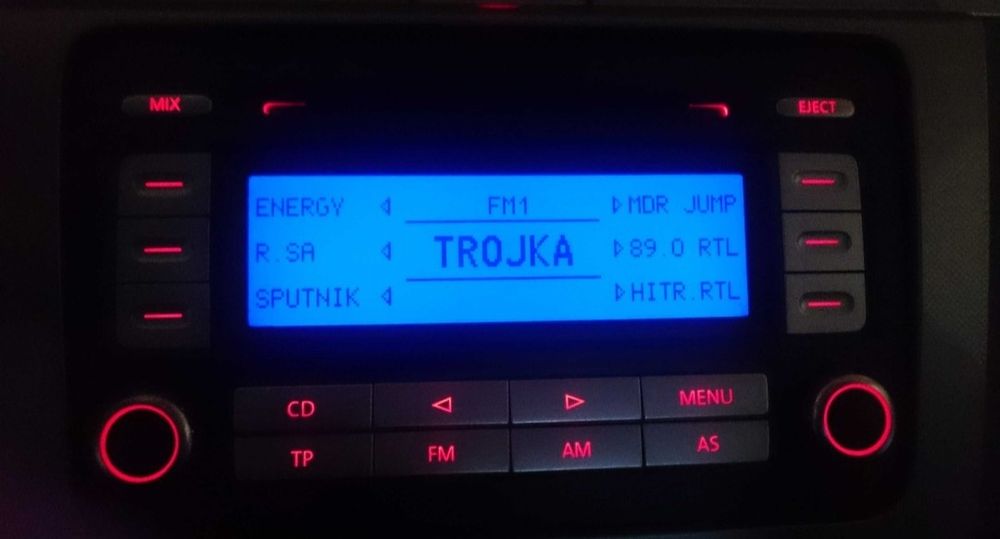 MIX
EJECT
ENERGY FM1 MDR JUMP
R.SA TROJKA 89.0 RTL
SPUTNIK HITR.RTL
CD MENU
TP FM AM AS